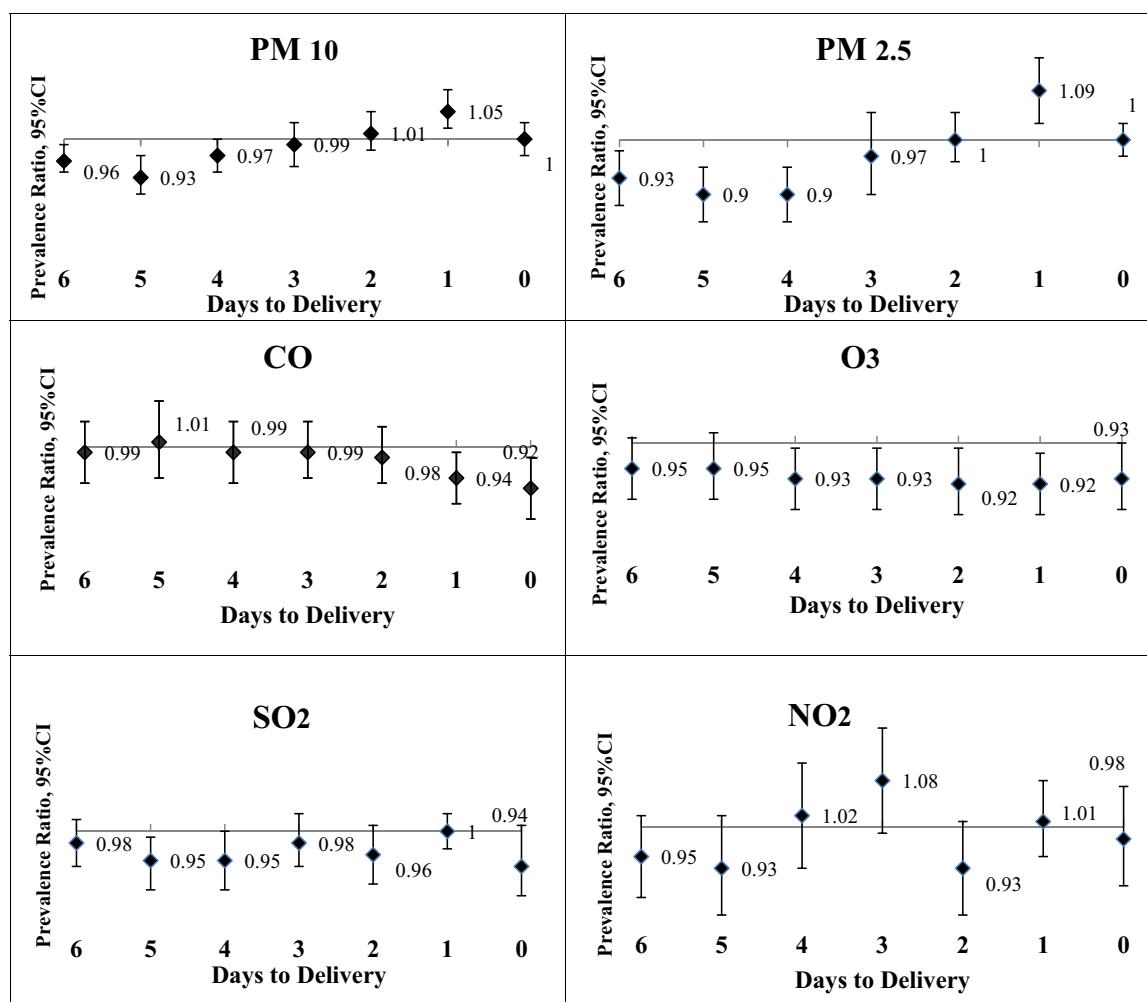 PM 10
Prevalence Ratio, 95%CI
0.96
0.93
0.97
0.99
1.01
1.05
1
6 5 4 3 2 1 0
Days to Delivery
PM 2.5
Prevalence Ratio, 95%CI
0.93
0.9
0.9
0.97
1
1.09
1
6 5 4 3 2 1 0
Days to Delivery
CO
Prevalence Ratio, 95%CI
0.99
1.01
0.99
0.99
0.98
0.94
0.92
6 5 4 3 2 1 0
Days to Delivery
O3
Prevalence Ratio, 95%CI
0.95
0.95
0.93
0.93
0.92
0.92
0.93
6 5 4 3 2 1 0
Days to Delivery
SO2
Prevalence Ratio, 95%CI
0.98
0.95
0.95
0.98
0.96
1
0.94
6 5 4 3 2 1 0
Days to Delivery
NO2
Prevalence Ratio, 95%CI
0.95
0.93
1.02
1.08
0.93
1.01
0.98
6 5 4 3 2 1 0
Days to Delivery